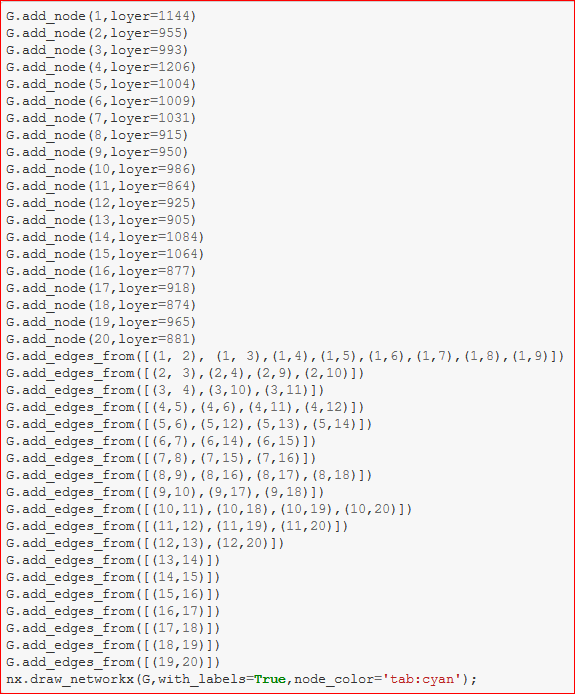 G.add_node(1,loyer=1144)
G.add_node(2,loyer=955)
G.add_node(3,loyer=993)
G.add_node(4,loyer=1206)
G.add_node(5,loyer=1004)
G.add_node(6,loyer=1009)
G.add_node(7,loyer=1031)
G.add_node(8,loyer=915)
G.add_node(9,loyer=950)
G.add_node(10,loyer=986)
G.add_node(11,loyer=864)
G.add_node(12,loyer=925)
G.add_node(13,loyer=905)
G.add_node(14,loyer=1084)
G.add_node(15,loyer=1064)
G.add_node(16,loyer=877)
G.add_node(17,loyer=918)
G.add_node(18,loyer=874)
G.add_node(19,loyer=965)
G.add_node(20,loyer=881)
G.add_edges_from([(1, 2), (1, 3),(1,4),(1,5),(1,6),(1,7),(1,8),(1,9)])
G.add_edges_from([(2, 3),(2,4),(2,9),(2,10)])
G.add_edges_from([(3, 4),(3,10),(3,11)])
G.add_edges_from([(4,5),(4,6),(4,11),(4,12)])
G.add_edges_from([(5,6),(5,12),(5,13),(5,14)])
G.add_edges_from([(6,7),(6,14),(6,15)])
G.add_edges_from([(7,8),(7,15),(7,16)])
G.add_edges_from([(8,9),(8,16),(8,17),(8,18)])
G.add_edges_from([(9,10),(9,17),(9,18)])
G.add_edges_from([(10,11),(10,18),(10,19),(10,20)])
G.add_edges_from([(11,12),(11,19),(11,20)])
G.add_edges_from([(12,13),(12,20)])
G.add_edges_from([(13,14)])
G.add_edges_from([(14,15)])
G.add_edges_from([(15,16)])
G.add_edges_from([(16,17)])
G.add_edges_from([(17,18)])
G.add_edges_from([(18,19)])
G.add_edges_from([(19,20)])
nx.draw_networkx(G,with_labels=True,node_color='tab:cyan');